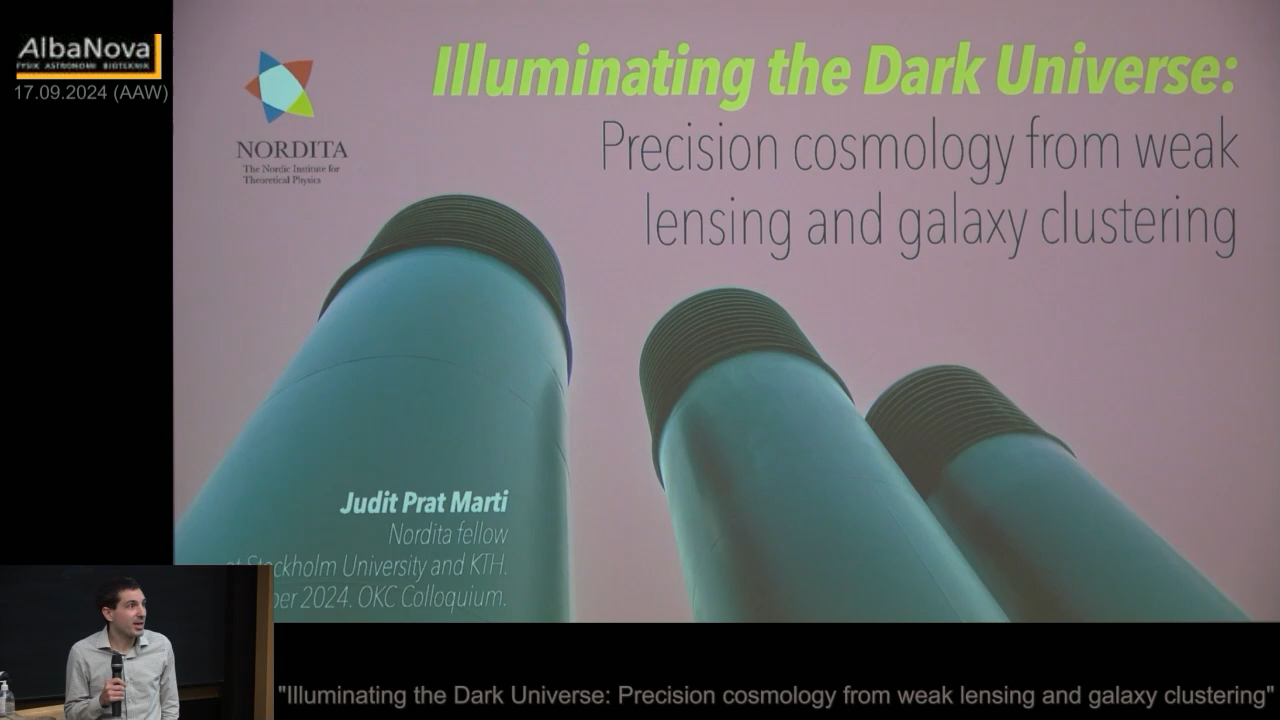 AlbaNova
FYSIK ASTRONOMI BIOTEKNIK
17.09.2024 (AAW)
NORDITA
The Nordic Institute for
Theoretical Physics
Illuminating the Dark Universe:
Precision cosmology from weak
lensing and galaxy clustering
Judit Prat Marti
Nordita fellow
at Stockholm University and KTH.
2024. OKC Colloquium.
"Illuminating the Dark Universe: Precision cosmology from weak lensing and galaxy clustering"